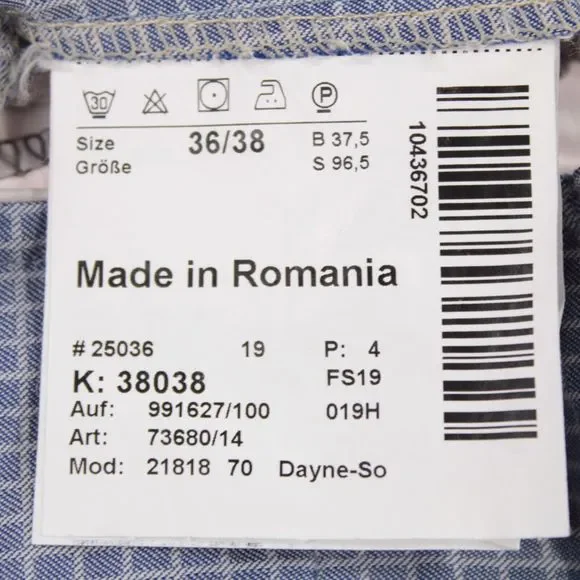 30 P
Size 36/38 B 37,5
Größe S 96,5
10436702
Made in Romania
# 25036 19 P: 4
K: 38038 FS19
Auf: 991627/100 019H
Art: 73680/14
Mod: 21818 70 Dayne-So